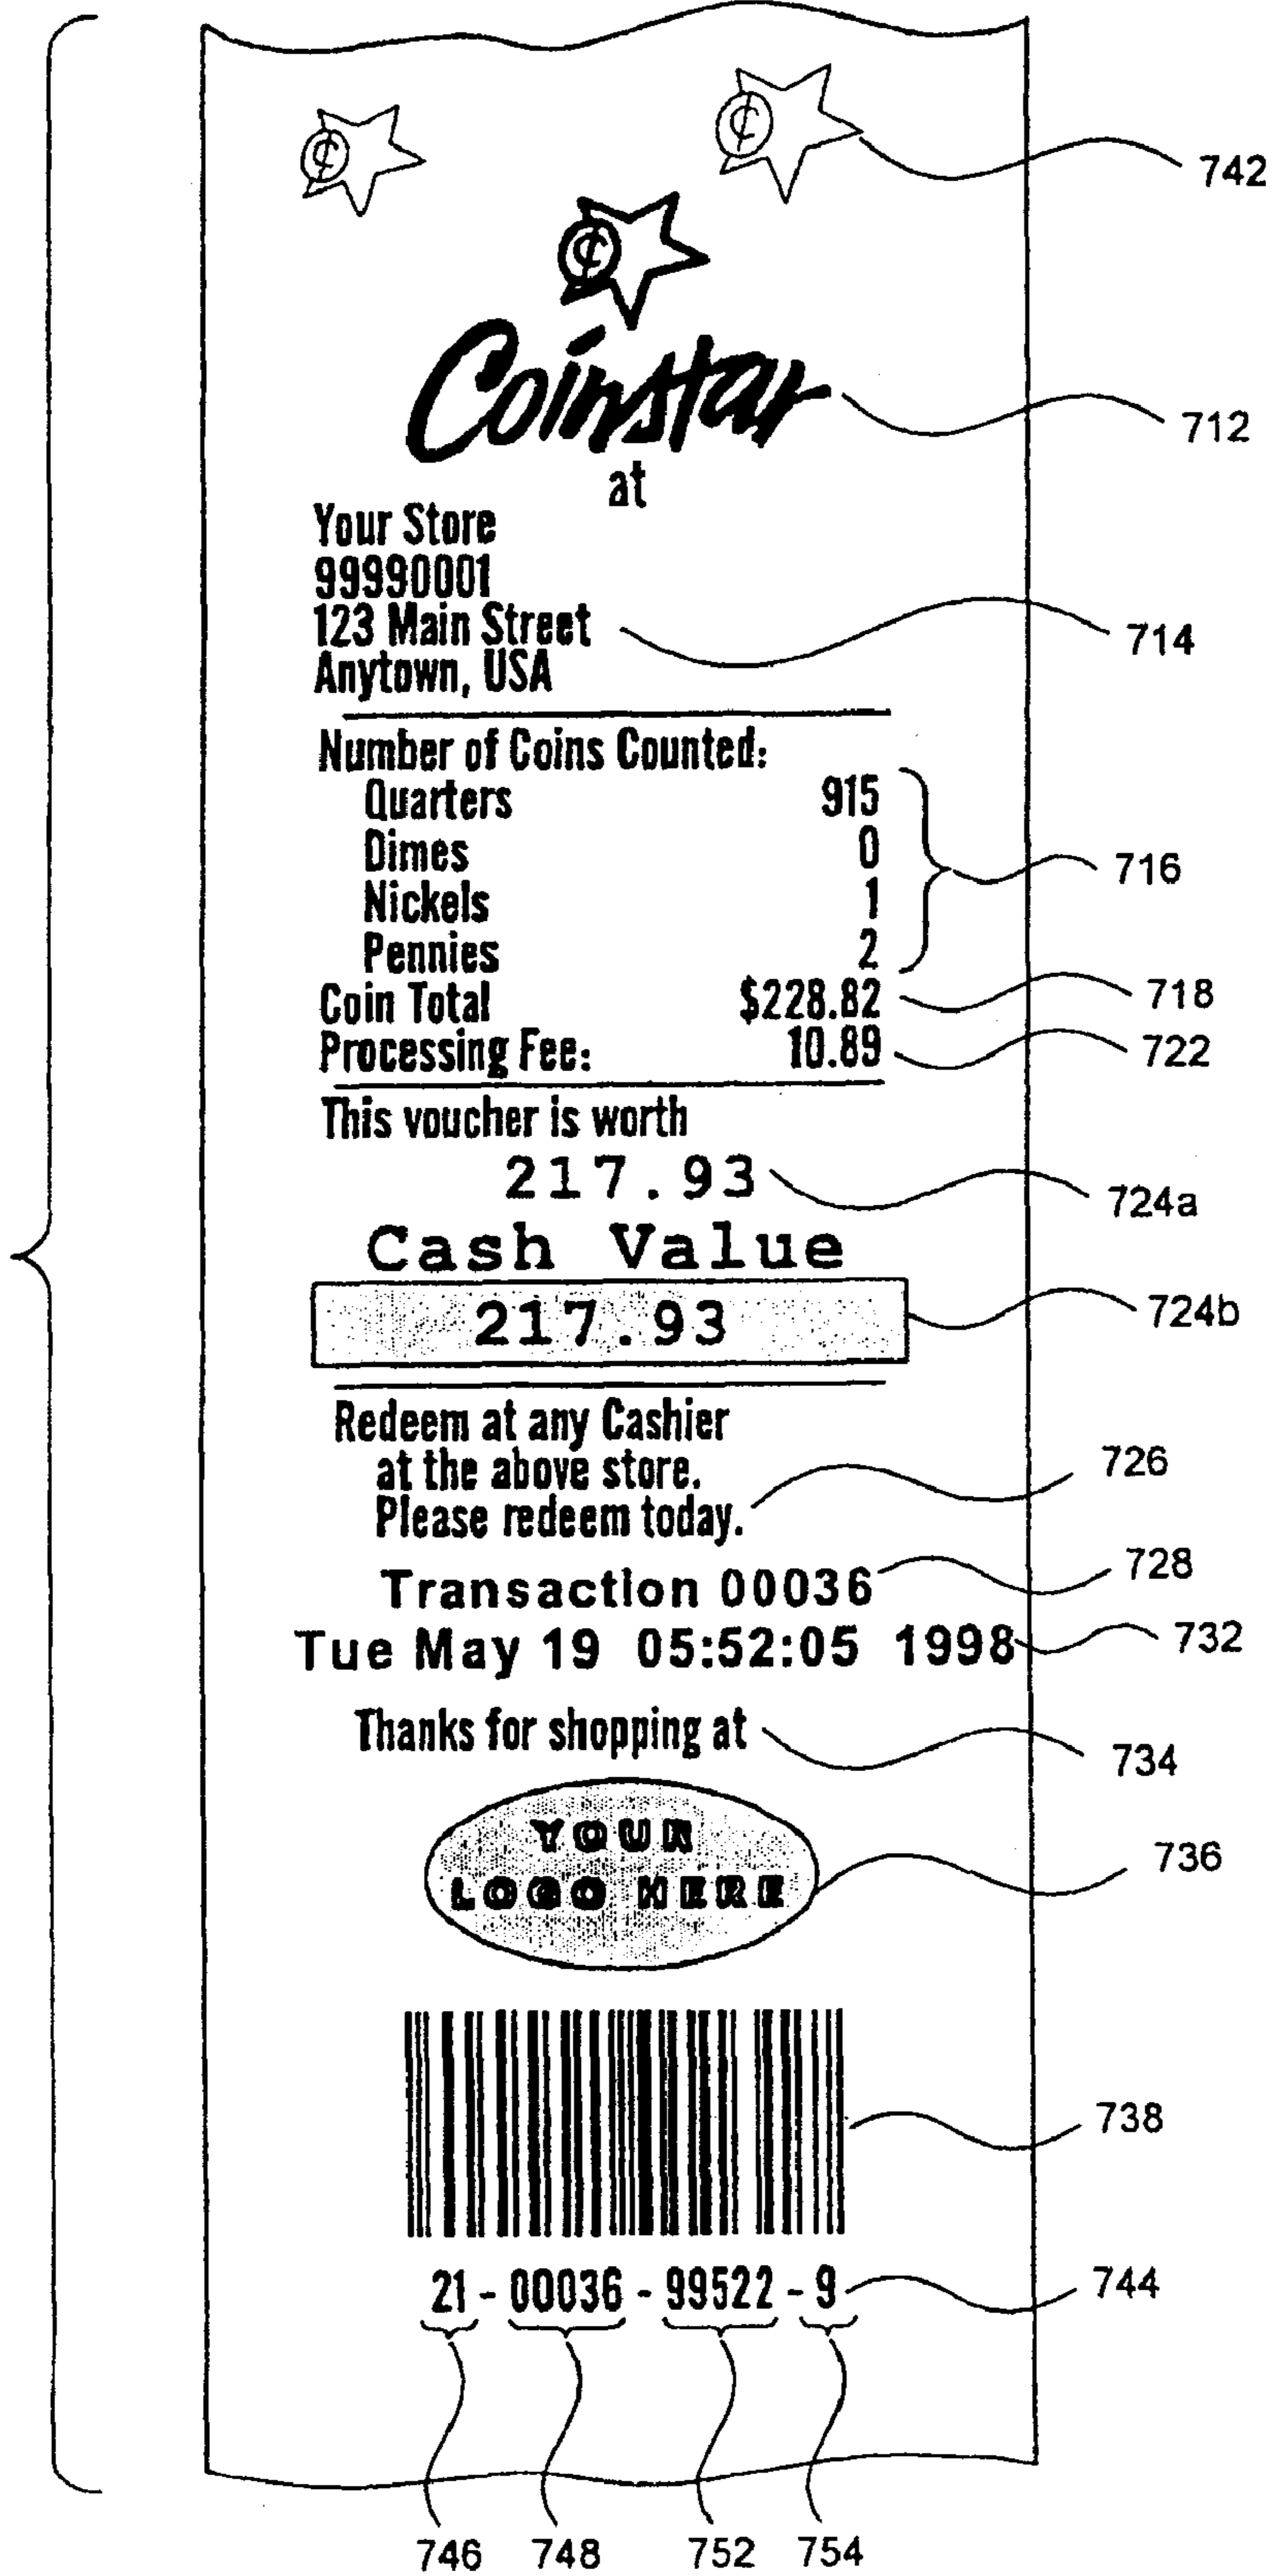 742
¢ ¢
¢
Coinstar 712
at
Your Store
99990001
123 Main Street 714
Anytown, USA
Number of Coins Counted:
Quarters 915
Dimes 0 716
Nickels 1
Pennies 2
Coin Total $228.82 718
Processing Fee: 10.89 722
This voucher is worth
217.93 724a
Cash Value
217.93 724b
Redeem at any Cashier
at the above store. 726
Please redeem today.
Transaction 00036 728
Tue May 19 05:52:05 1998 732
Thanks for shopping at 734
YOUR
LOGO HERE 736
738
21 - 00036 - 99522 - 9 744
746 748 752 754